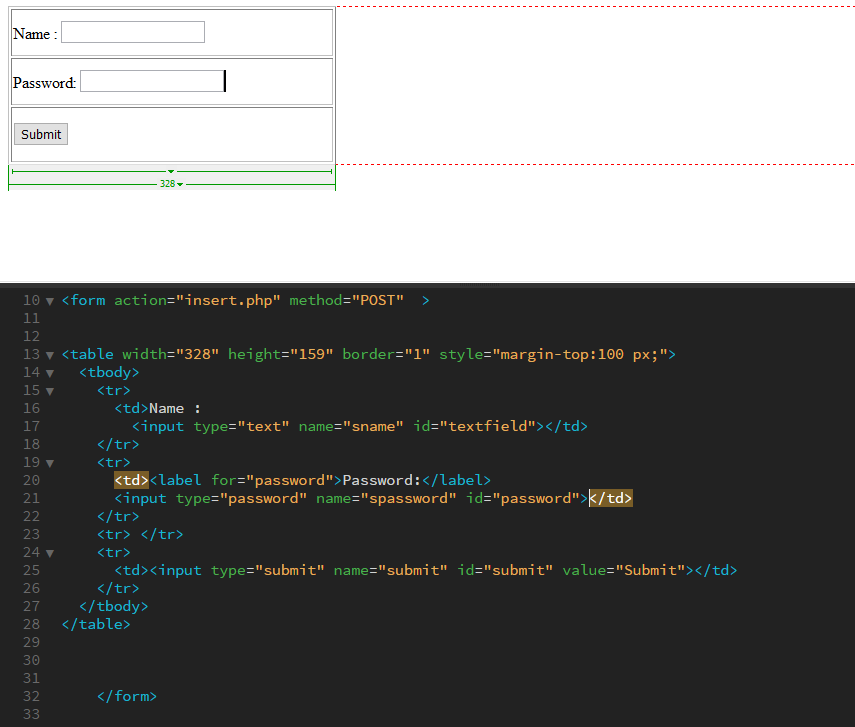 Name :
Password:
Submit
328
10 <form action="insert.php" method="POST"  >
11
12
13 <table width="328" height="159" border="1" style="margin-top:100 px;">
14 <tbody>
15 <tr>
16 <td>Name :
17 <input type="text" name="sname" id="textfield"></td>
18 </tr>
19 <tr>
20 <td><label for="password">Password:</label>
21 <input type="password" name="spassword" id="password"></td>
22 </tr>
23 <tr> </tr>
24 <tr>
25 <td><input type="submit" name="submit" id="submit" value="Submit"></td>
26 </tr>
27 </tbody>
28 </table>
29
30
31
32 </form>
33